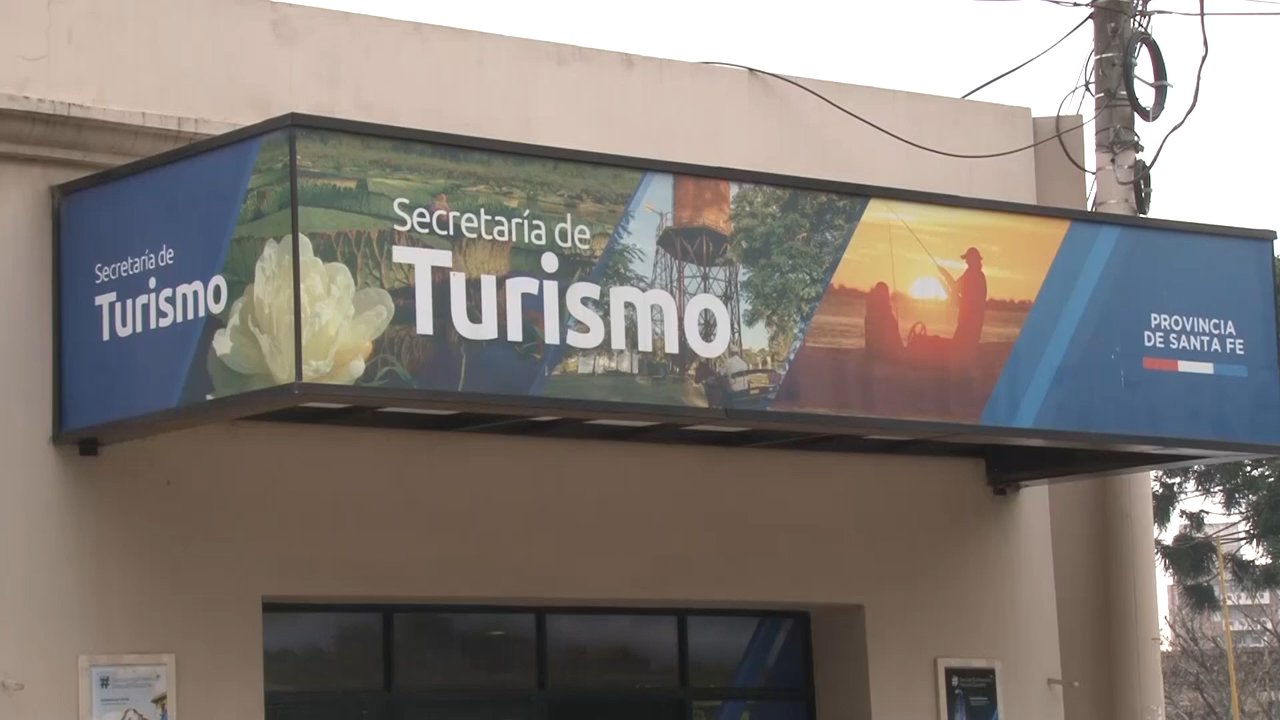 Secretaría de
Turismo
Secretaría de
Turismo
PROVINCIA
DE SANTA FE